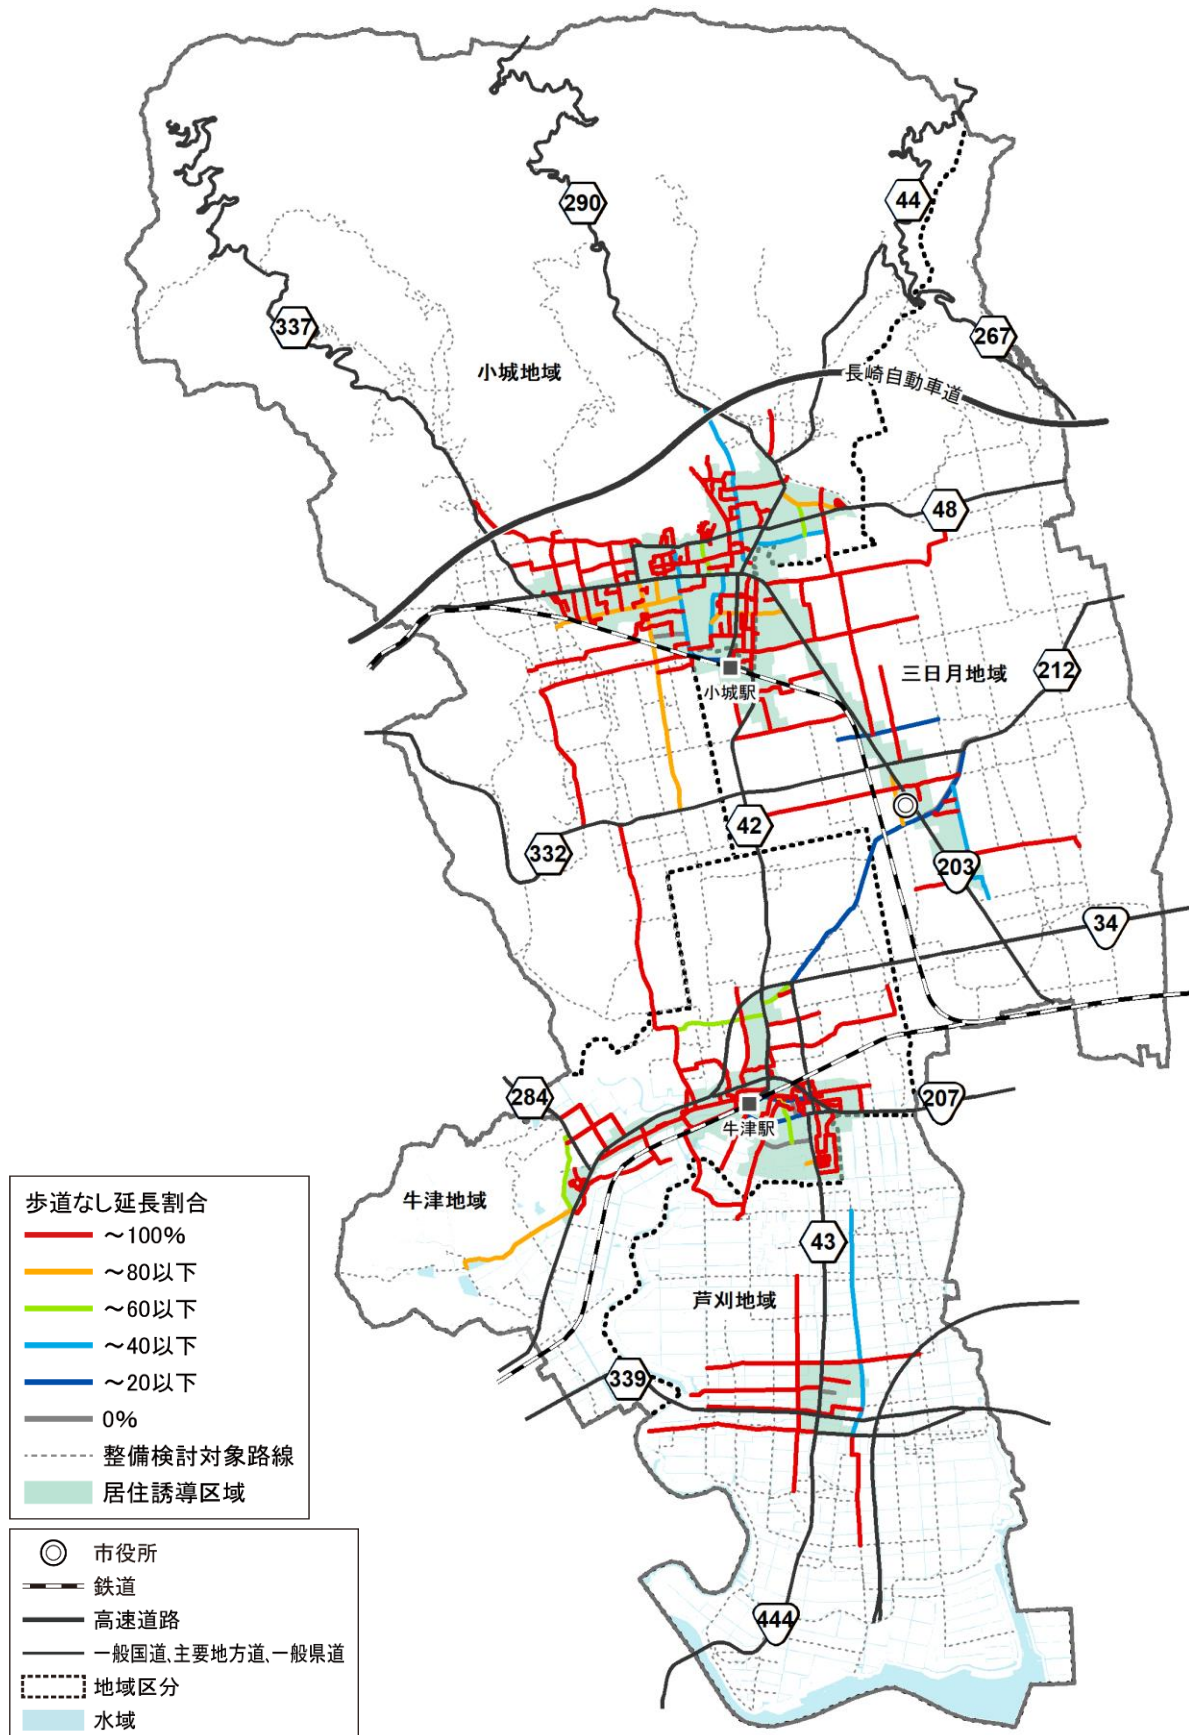 290
44
337
267
小城地域
長崎自動車道
48
三日月地域
212
小城駅
42
332
203
34
284
207
牛津駅
牛津地域
43
芦刈地域
339
444
歩道なし延長割合
～100%
～80以下
～60以下
～40以下
～20以下
0%
整備検討対象路線
居住誘導区域
市役所
鉄道
高速道路
一般国道、主要地方道、一般県道
地域区分
水域